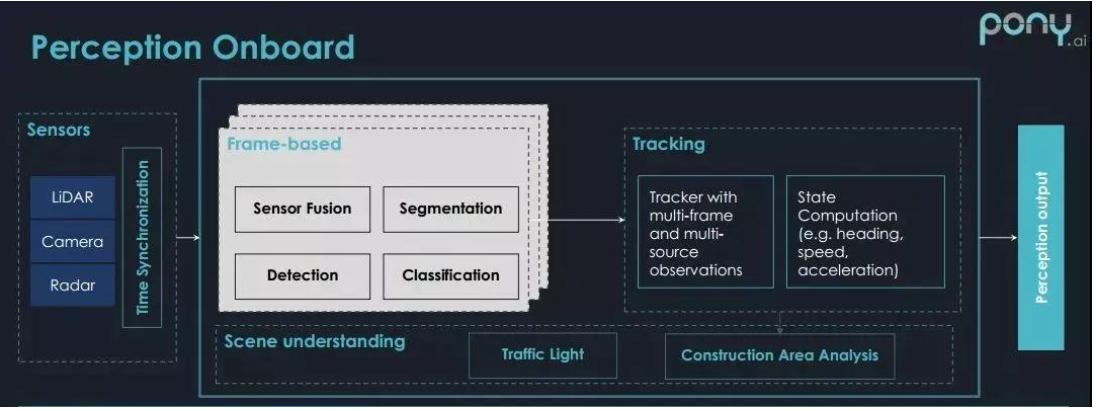 pony.ai
Perception Onboard
Sensors
LiDAR
Camera
Radar
Time Synchronization
Frame-based
Sensor Fusion
Segmentation
Detection
Classification
Tracking
Tracker with
multi-frame
and multi-
source
observations
State
Computation
(e.g. heading,
speed,
acceleration)
Scene understanding
Traffic Light
Construction Area Analysis
Perception output